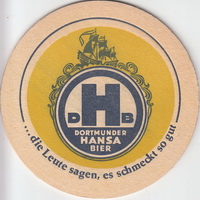 D H B
DORTMUNDER
HANSA
BIER
...die Leute sagen, es schmeckt so gut